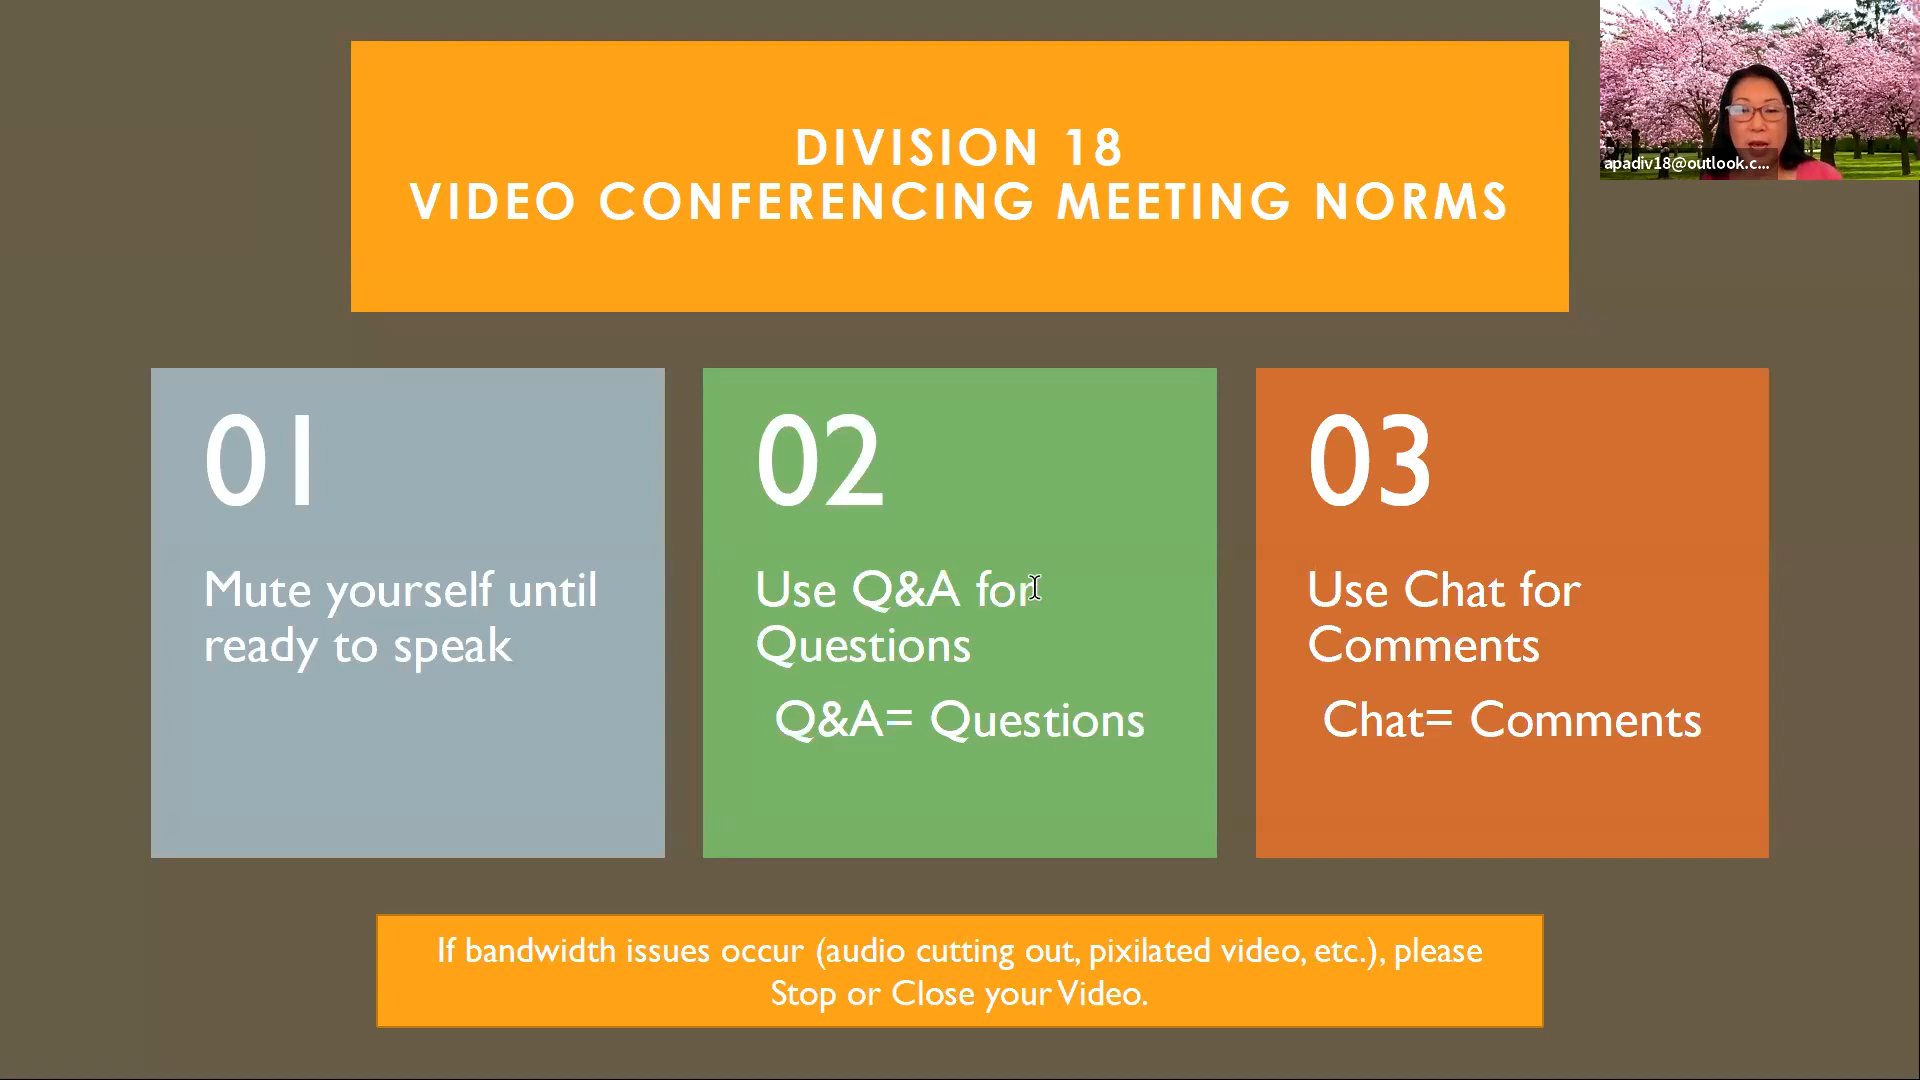 DIVISION 18
VIDEO CONFERENCING MEETING NORMS
apadiv18@outlook.c...
01
Mute yourself until
ready to speak
02
Use Q&A for
Questions
Q&A= Questions
03
Use Chat for
Comments
Chat= Comments
If bandwidth issues occur (audio cutting out, pixilated video, etc.), please
Stop or Close your Video.